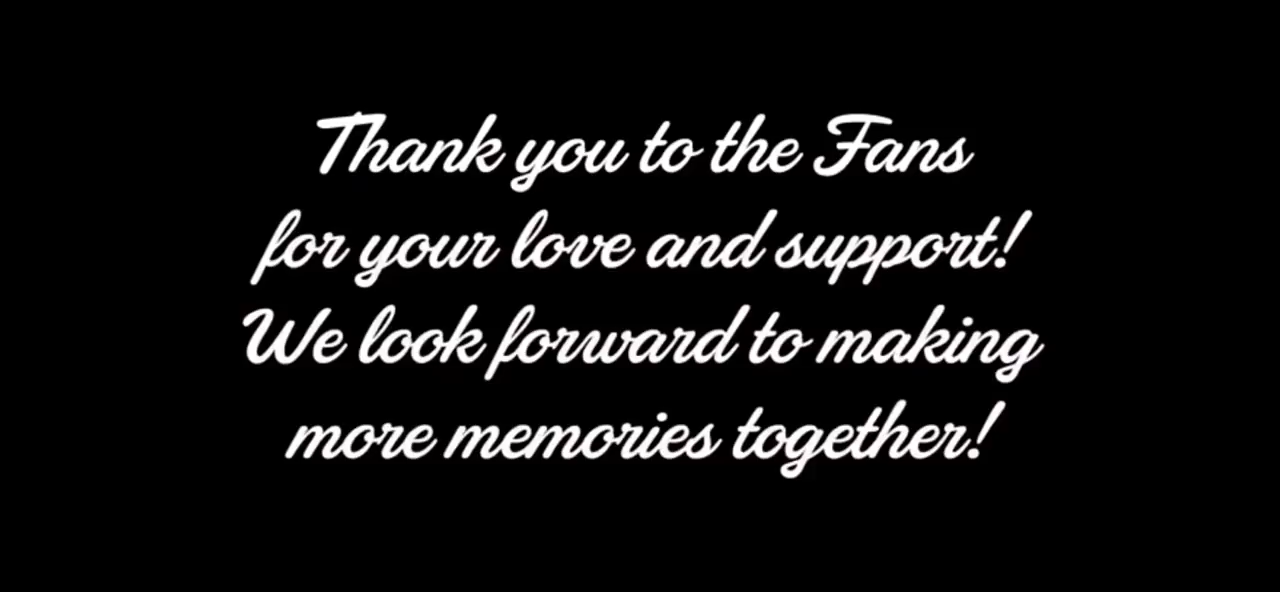 Thank you to the Fans
for your love and support!
We look forward to making
more memories together!